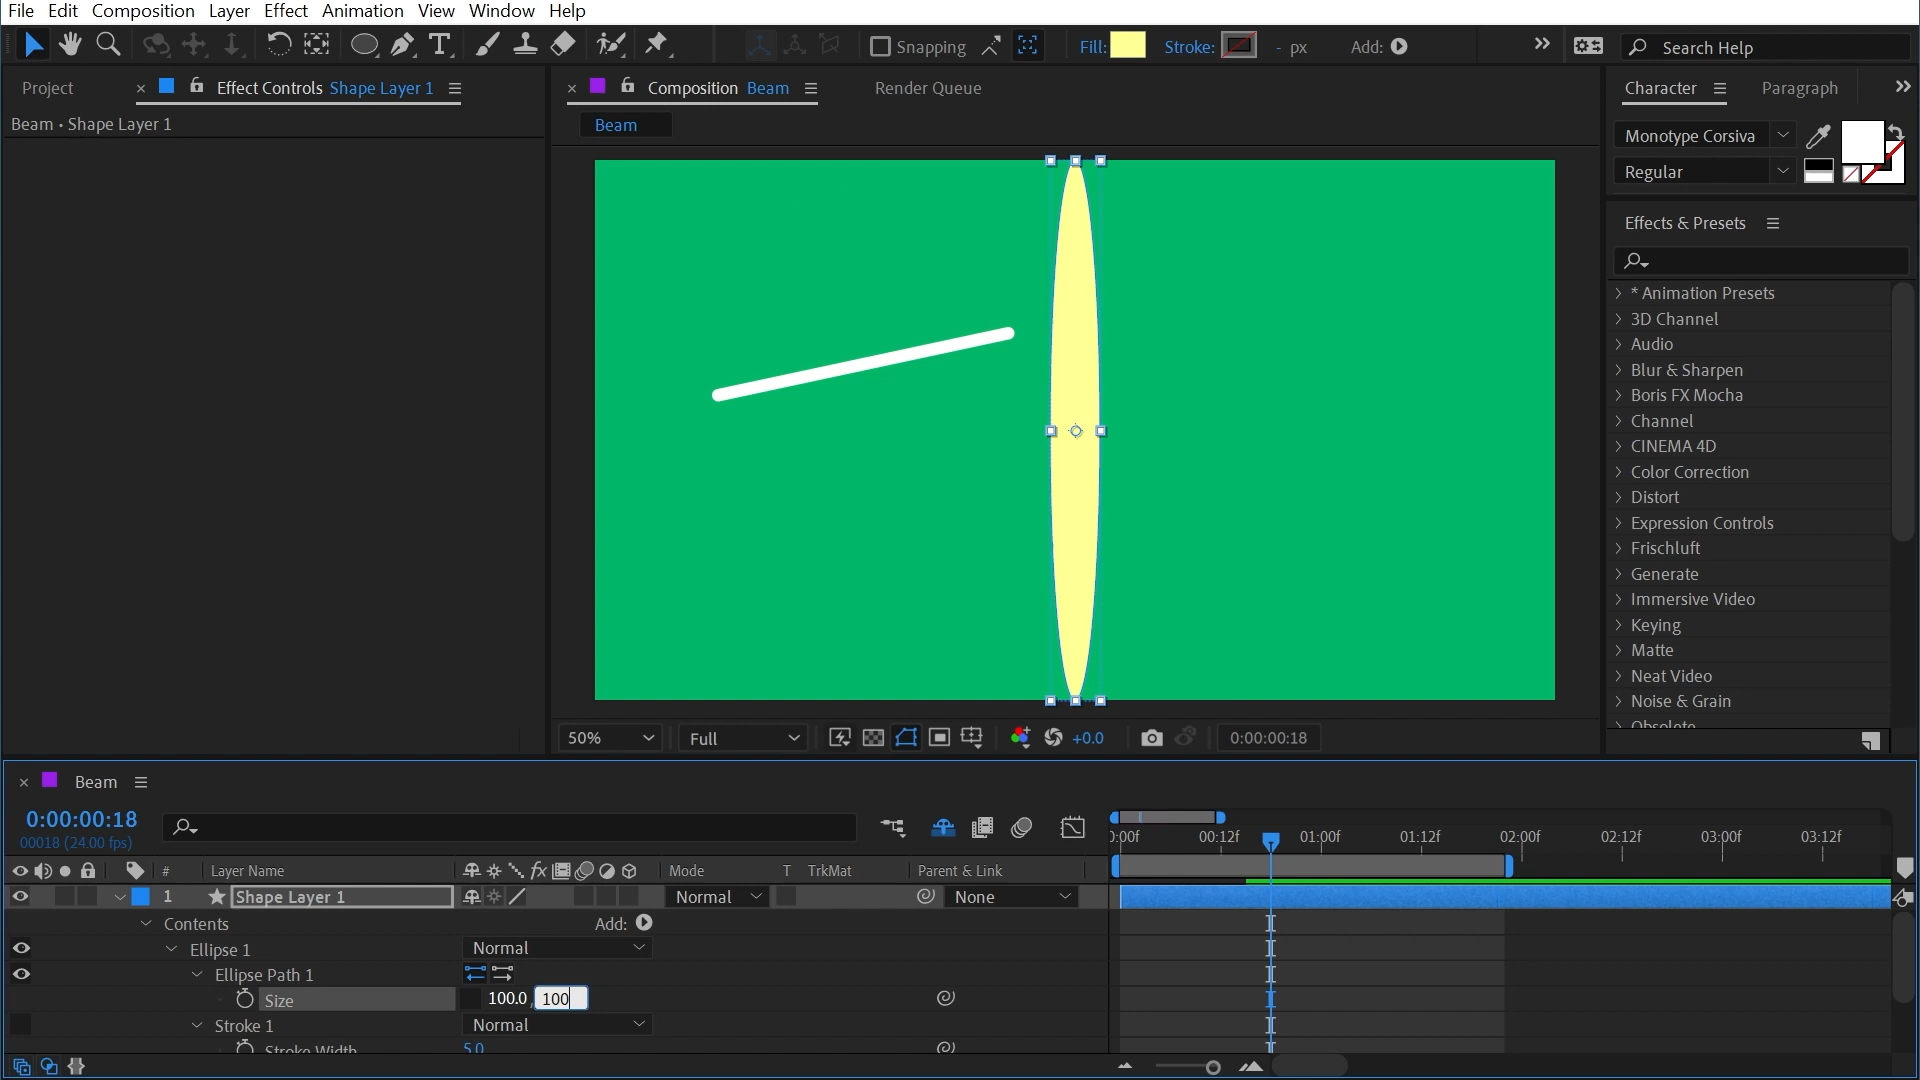 File Edit Composition Layer Effect Animation View Window Help
Snapping Fill: Stroke: - px Add: Search Help
Project × Effect Controls Shape Layer 1 × Composition Beam Render Queue Character Paragraph
Beam • Shape Layer 1
Beam
Monotype Corsiva
Regular
Effects & Presets
* Animation Presets
3D Channel
Audio
Blur & Sharpen
Boris FX Mocha
Channel
CINEMA 4D
Color Correction
Distort
Expression Controls
Frischluft
Generate
Immersive Video
Keying
Matte
Neat Video
Noise & Grain
Obsolete
50% Full +0.0 0:00:00:18
× Beam
0:00:00:18
00018 (24.00 fps)
00:12f 01:00f 01:12f 02:00f 02:12f 03:00f 03:12f
# Layer Name fx Mode T TrkMat Parent & Link
1 Shape Layer 1 Normal None
Contents Add:
Ellipse 1 Normal
Ellipse Path 1
Size 100.0, 100
Stroke 1 Normal
Stroke Width 5.0